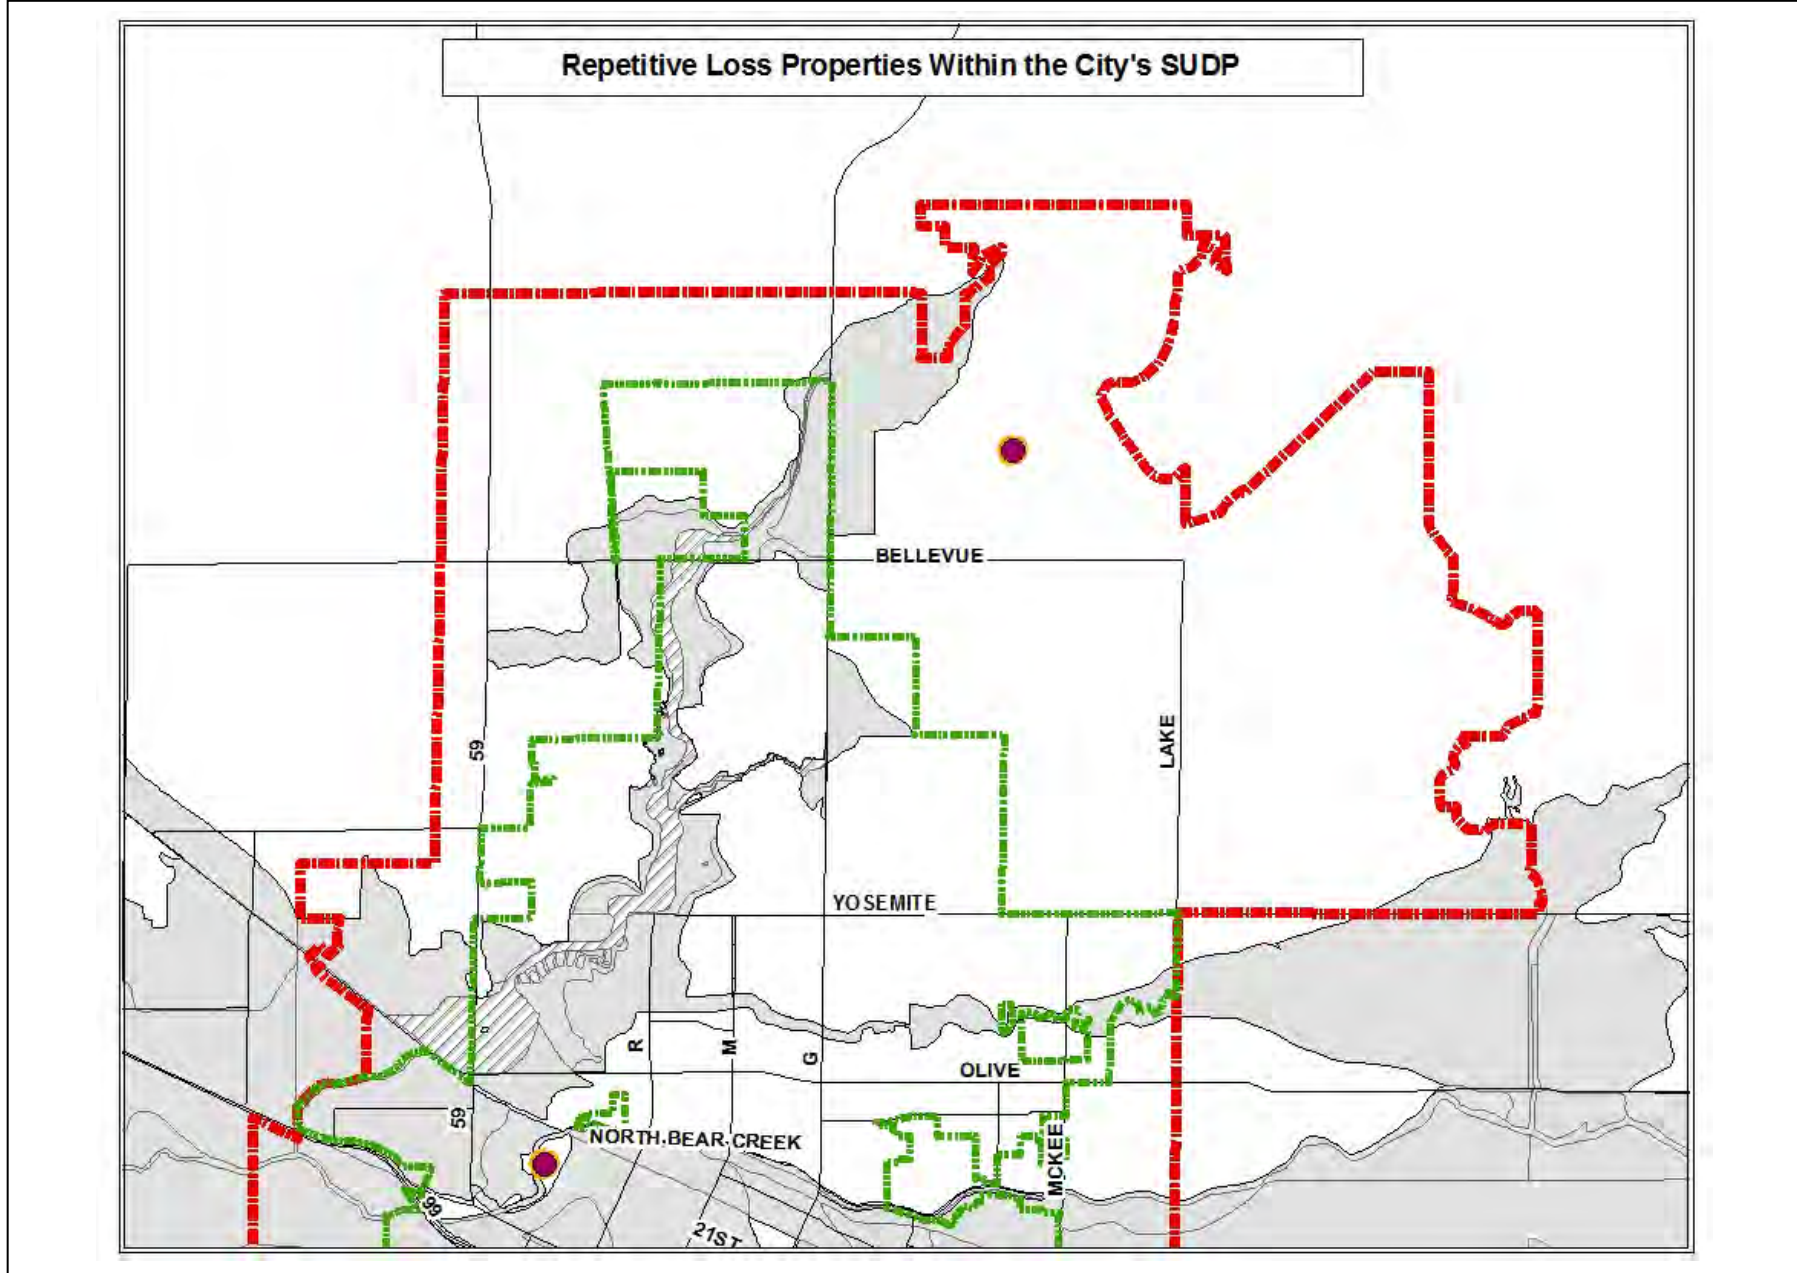 Repetitive Loss Properties Within the City's SUDP
BELLEVUE
59
LAKE
YOSEMITE
R
M
G
OLIVE
59
NORTH BEAR CREEK
MCKEE
99
21ST